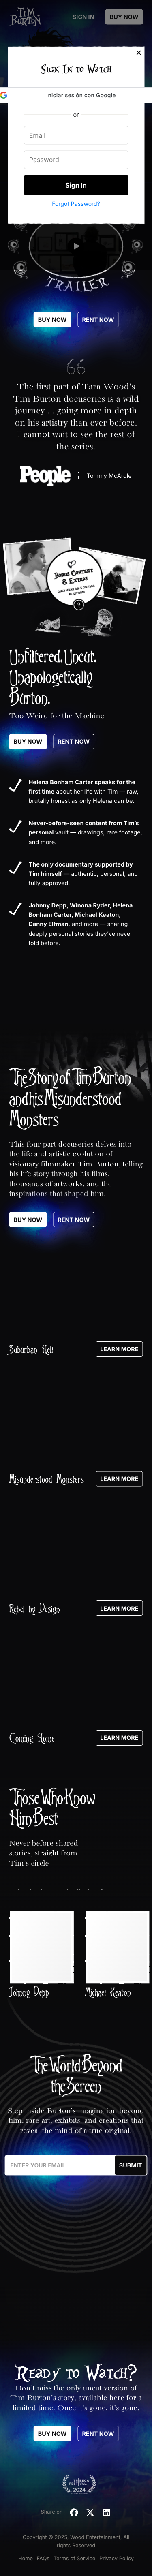 TIM
BURTON
SIGN IN
BUY NOW
Sign In to Watch
Iniciar sesión con Google
or
Email
Password
Sign In
Forgot Password?
TRAILER
BUY NOW
RENT NOW
The first part of Tara Wood's
Tim Burton docuseries is a wild
journey ... going more in-depth
on his artistry than ever before.
I cannot wait to see the rest of
the series.
People
Tommy McArdle
Bonus Content
& Extras
ONLY AVAILABLE ON THIS
PLATFORM
?
Unfiltered. Uncut.
Unapologetically
Burton.
Too Weird for the Machine
BUY NOW
RENT NOW
Helena Bonham Carter speaks for the
first time about her life with Tim — raw,
brutally honest as only Helena can be.
Never-before-seen content from Tim's
personal vault — drawings, rare footage,
and more.
The only documentary supported by
Tim himself — authentic, personal, and
fully approved.
Johnny Depp, Winona Ryder, Helena
Bonham Carter, Michael Keaton,
Danny Elfman, and more — sharing
deeply personal stories they've never
told before.
The Story of Tim Burton
and his Misunderstood
Monsters
This four-part docuseries delves into
the life and artistic evolution of
visionary filmmaker Tim Burton, telling
his life story through his films,
thousands of artworks, and the
inspirations that shaped him.
BUY NOW
RENT NOW
Suburban Hell
LEARN MORE
Misunderstood Monsters
LEARN MORE
Rebel by Design
LEARN MORE
Coming Home
LEARN MORE
Those Who Know
Him Best
Never-before-shared
stories, straight from
Tim's circle
Johnny Depp
Michael Keaton
The World Beyond
the Screen
Step inside Burton's imagination beyond
film, rare art, exhibits, and creations that
reveal the mind of a true original.
ENTER YOUR EMAIL
SUBMIT
Ready to Watch?
Don't miss the only uncut version of
Tim Burton's story, available here for a
limited time. Once it's gone, it's gone.
BUY NOW
RENT NOW
TRIBECA
FESTIVAL
2024
Share on
Copyright © 2025, Wood Entertainment, All
rights Reserved
Home FAQs Terms of Service Privacy Policy